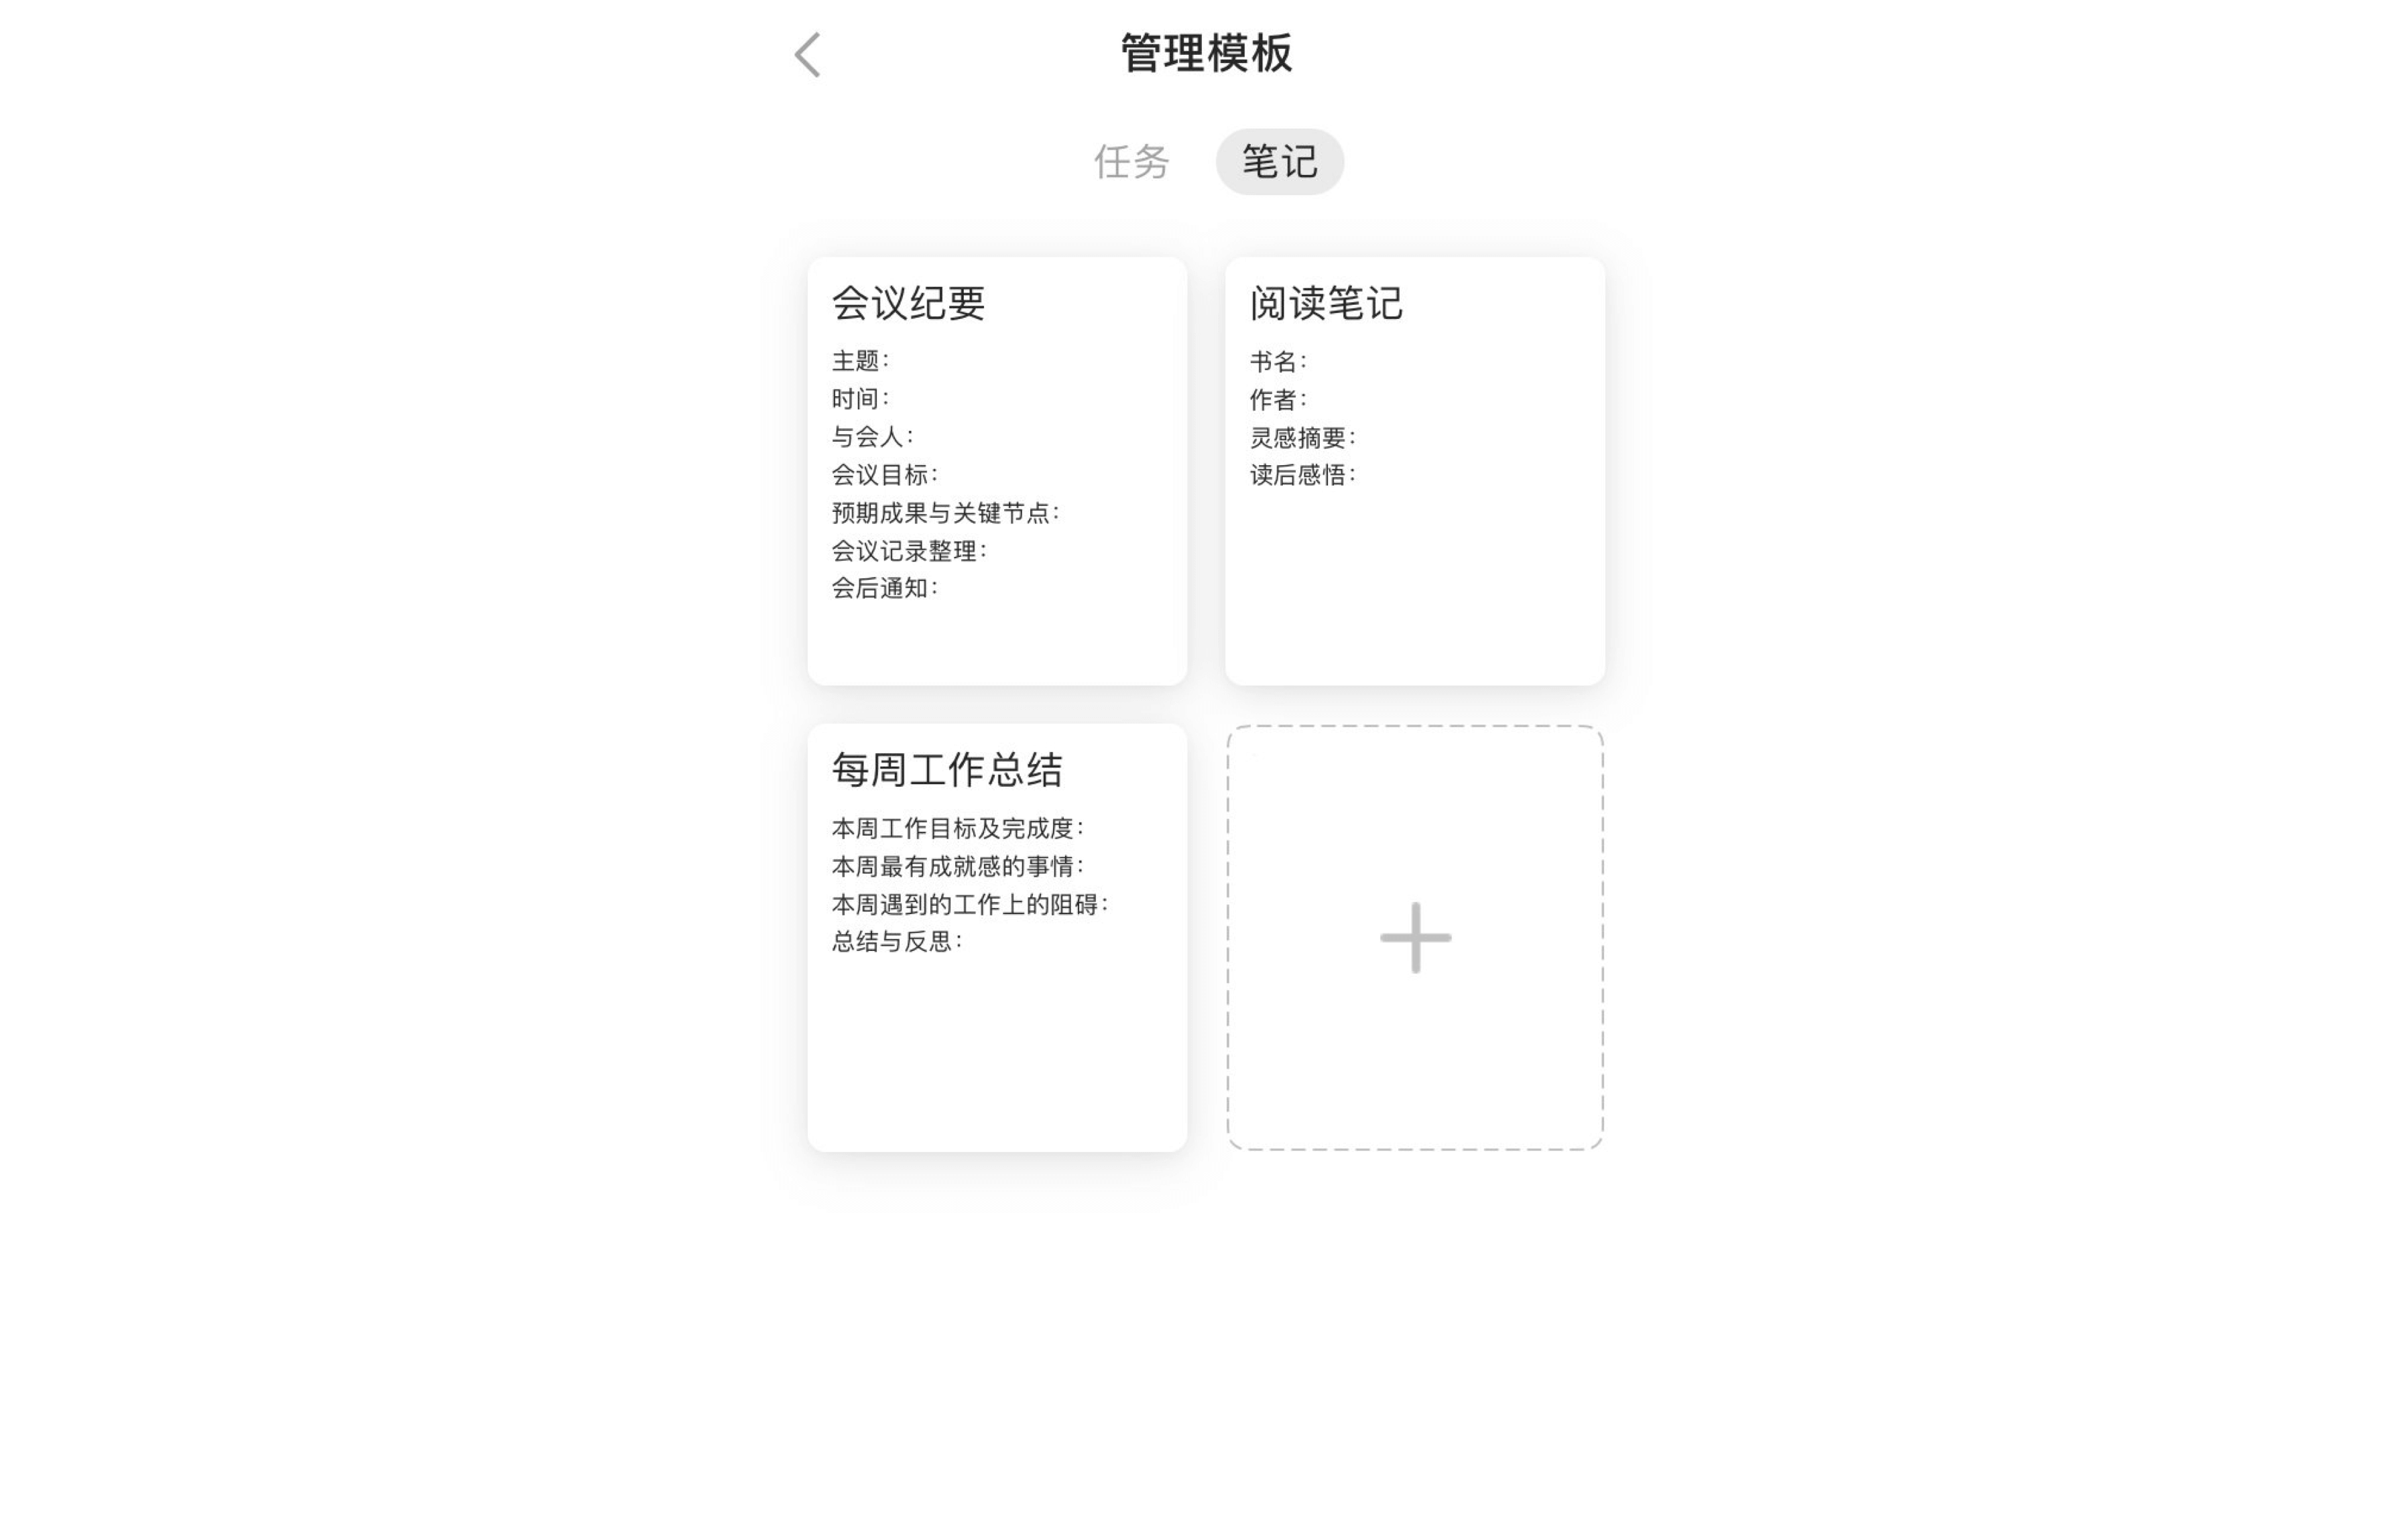 管理模板
任务 笔记
会议纪要
主题：
时间：
与会人：
会议目标：
预期成果与关键节点：
会议记录整理：
会后通知：
阅读笔记
书名：
作者：
灵感摘要：
读后感悟：
每周工作总结
本周工作目标及完成度：
本周最有成就感的事情：
本周遇到的工作上的阻碍：
总结与反思：